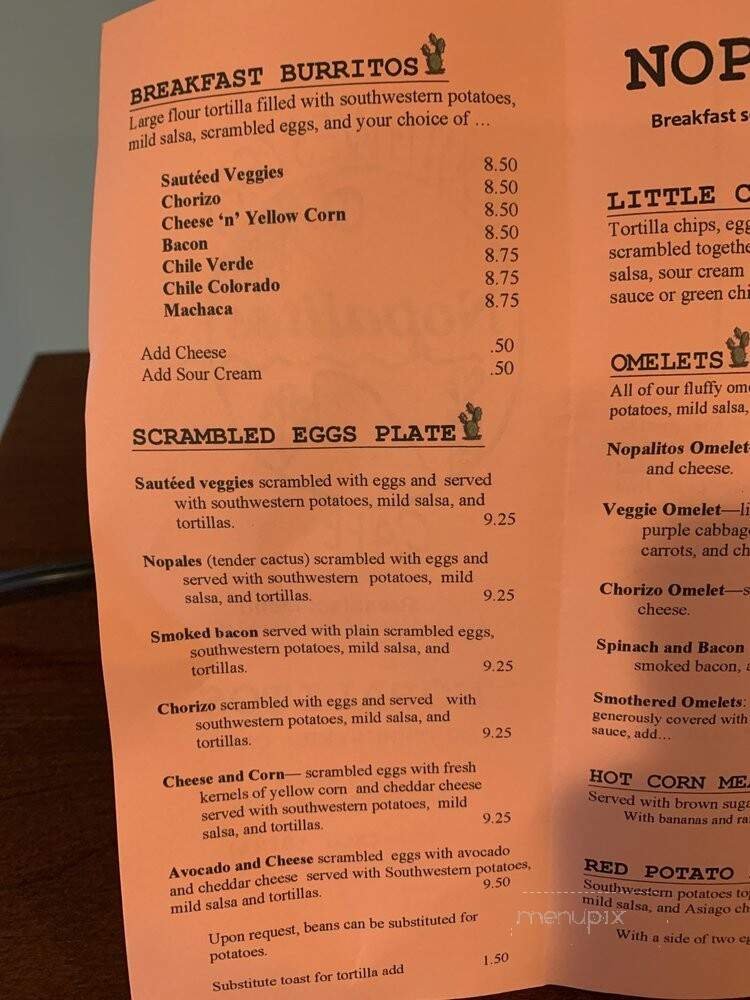 BREAKFAST BURRITOS
Large flour tortilla filled with southwestern potatoes,
mild salsa, scrambled eggs, and your choice of ...
Sautéed Veggies 8.50
Chorizo 8.50
Cheese ‘n’ Yellow Corn 8.50
Bacon 8.50
Chile Verde 8.75
Chile Colorado 8.75
Machaca 8.75
Add Cheese .50
Add Sour Cream .50
SCRAMBLED EGGS PLATE
Sautéed veggies scrambled with eggs and served
with southwestern potatoes, mild salsa, and
tortillas. 9.25
Nopales (tender cactus) scrambled with eggs and
served with southwestern potatoes, mild
salsa, and tortillas. 9.25
Smoked bacon served with plain scrambled eggs,
southwestern potatoes, mild salsa, and
tortillas. 9.25
Chorizo scrambled with eggs and served with
southwestern potatoes, mild salsa, and
tortillas. 9.25
Cheese and Corn— scrambled eggs with fresh
kernels of yellow corn and cheddar cheese
served with southwestern potatoes, mild
salsa, and tortillas. 9.25
Avocado and Cheese scrambled eggs with avocado
and cheddar cheese served with Southwestern potatoes,
mild salsa and tortillas. 9.50
Upon request, beans can be substituted for
potatoes.
Substitute toast for tortilla add 1.50
NOP
Breakfast s
LITTLE C
Tortilla chips, egg
scrambled togethe
salsa, sour cream
sauce or green chi
OMELETS
All of our fluffy ome
potatoes, mild salsa,
Nopalitos Omelet
and cheese.
Veggie Omelet—li
purple cabbag
carrots, and ch
Chorizo Omelet—s
cheese.
Spinach and Bacon
smoked bacon, a
Smothered Omelets:
generously covered with
sauce, add...
HOT CORN MEA
Served with brown suga
With bananas and rai
RED POTATO
Southwestern potatoes to
mild salsa, and Asiago ch
With a side of two eg
menupix